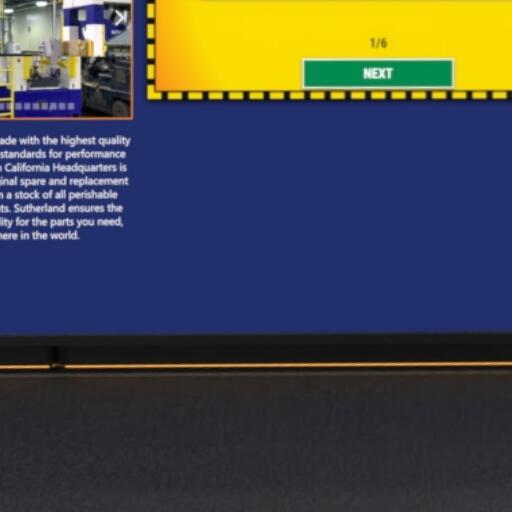 1/6
NEXT
ade with the highest quality
standards for performance
California Headquarters is
inal spare and replacement
a stock of all perishable
ts. Sutherland ensures the
lity for the parts you need,
here in the world.